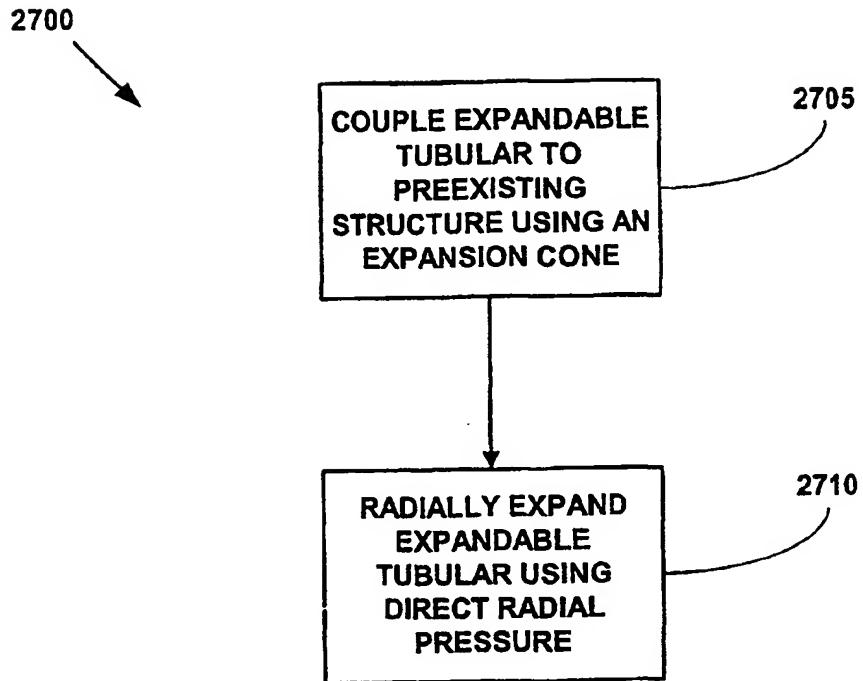 2700
2705
COUPLE EXPANDABLE
TUBULAR TO
PREEXISTING
STRUCTURE USING AN
EXPANSION CONE
2710
RADIALLY EXPAND
EXPANDABLE
TUBULAR USING
DIRECT RADIAL
PRESSURE